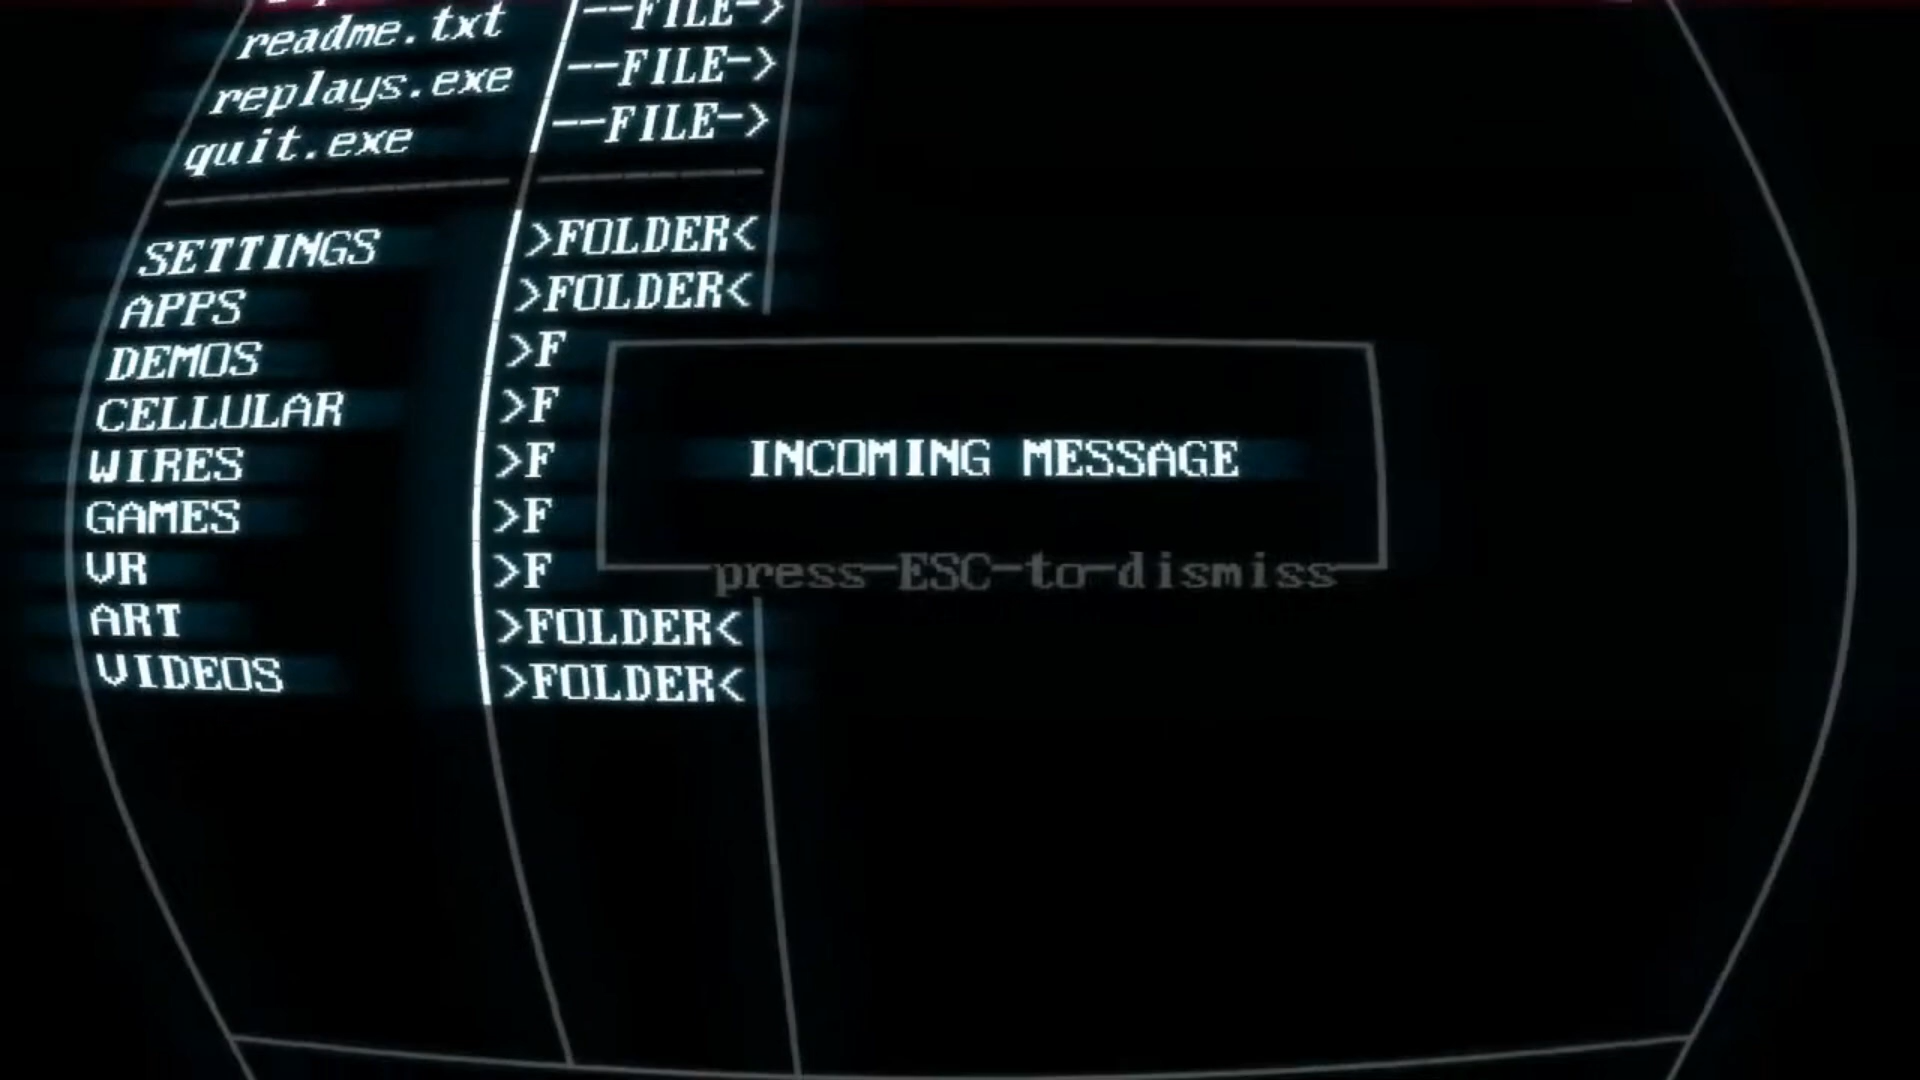 --FILE->
readme.txt --FILE->
replays.exe --FILE->
quit.exe
SETTINGS >FOLDER<
APPS >FOLDER<
DEMOS >F
CELLULAR >F
WIRES >F
GAMES >F
VR >F
ART >FOLDER<
VIDEOS >FOLDER<
INCOMING MESSAGE
press ESC to dismiss